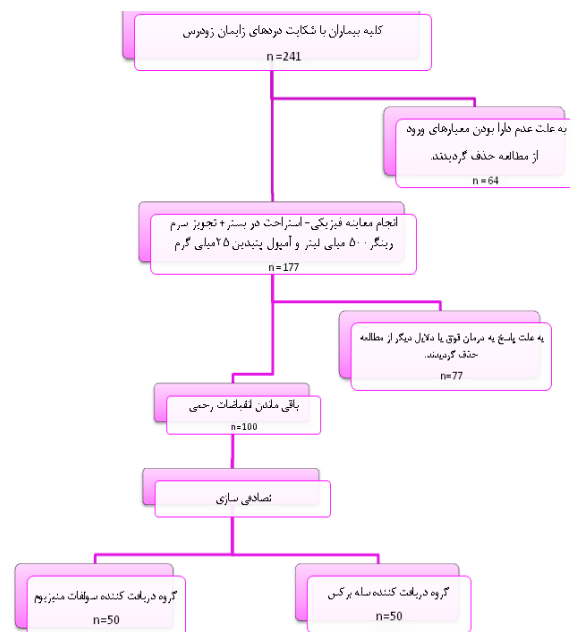 کلیه بیماران با شکایت دردهای زایمان زودرس
n =241
به علت عدم دارا بودن معیارهای ورود
از مطالعه حذف گردیدند.
n = 64
انجام معاینه فیزیکی- استراحت در بستر+ تجویز سرم
رینگر ۵۰۰ میلی لیتر و آمپول پتیدین ۲۵میلی گرم
n =177
به علت پاسخ به درمان فوق یا دلایل دیگر از مطالعه
حذف گردیدند.
n=77
باقی ماندن انقباضات رحمی
n=100
تصادفی سازی
گروه دریافت کننده سله برکس
n=50
گروه دریافت کننده سولفات منیزیوم
n=50